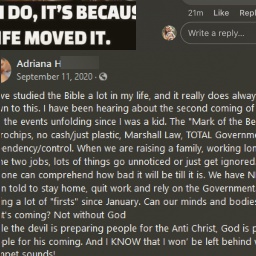 I DO, IT'S BECAUS
IFE MOVED IT.
21m Like Rep
Write a reply...
Adriana H
September 11, 2020
ve studied the Bible a lot in my life, and it really does alway
n to this. I have been hearing about the second coming of
the events unfolding since I was a kid. The "Mark of the Be
rochips, no cash/just plastic, Marshall Law, TOTAL Governme
endency/control. When we are raising a family, working lon
e two jobs, lots of things go unnoticed or just get ignored.
one can comprehend how bad it will be till it is. We have N
n told to stay home, quit work and rely on the Government
ng a lot of "firsts" since January. Can our minds and bodies
t's coming? Not without God
le the devil is preparing people for the Anti Christ, God is p
ple for his coming. And I KNOW that I won' be left behind w
mpet sounds!